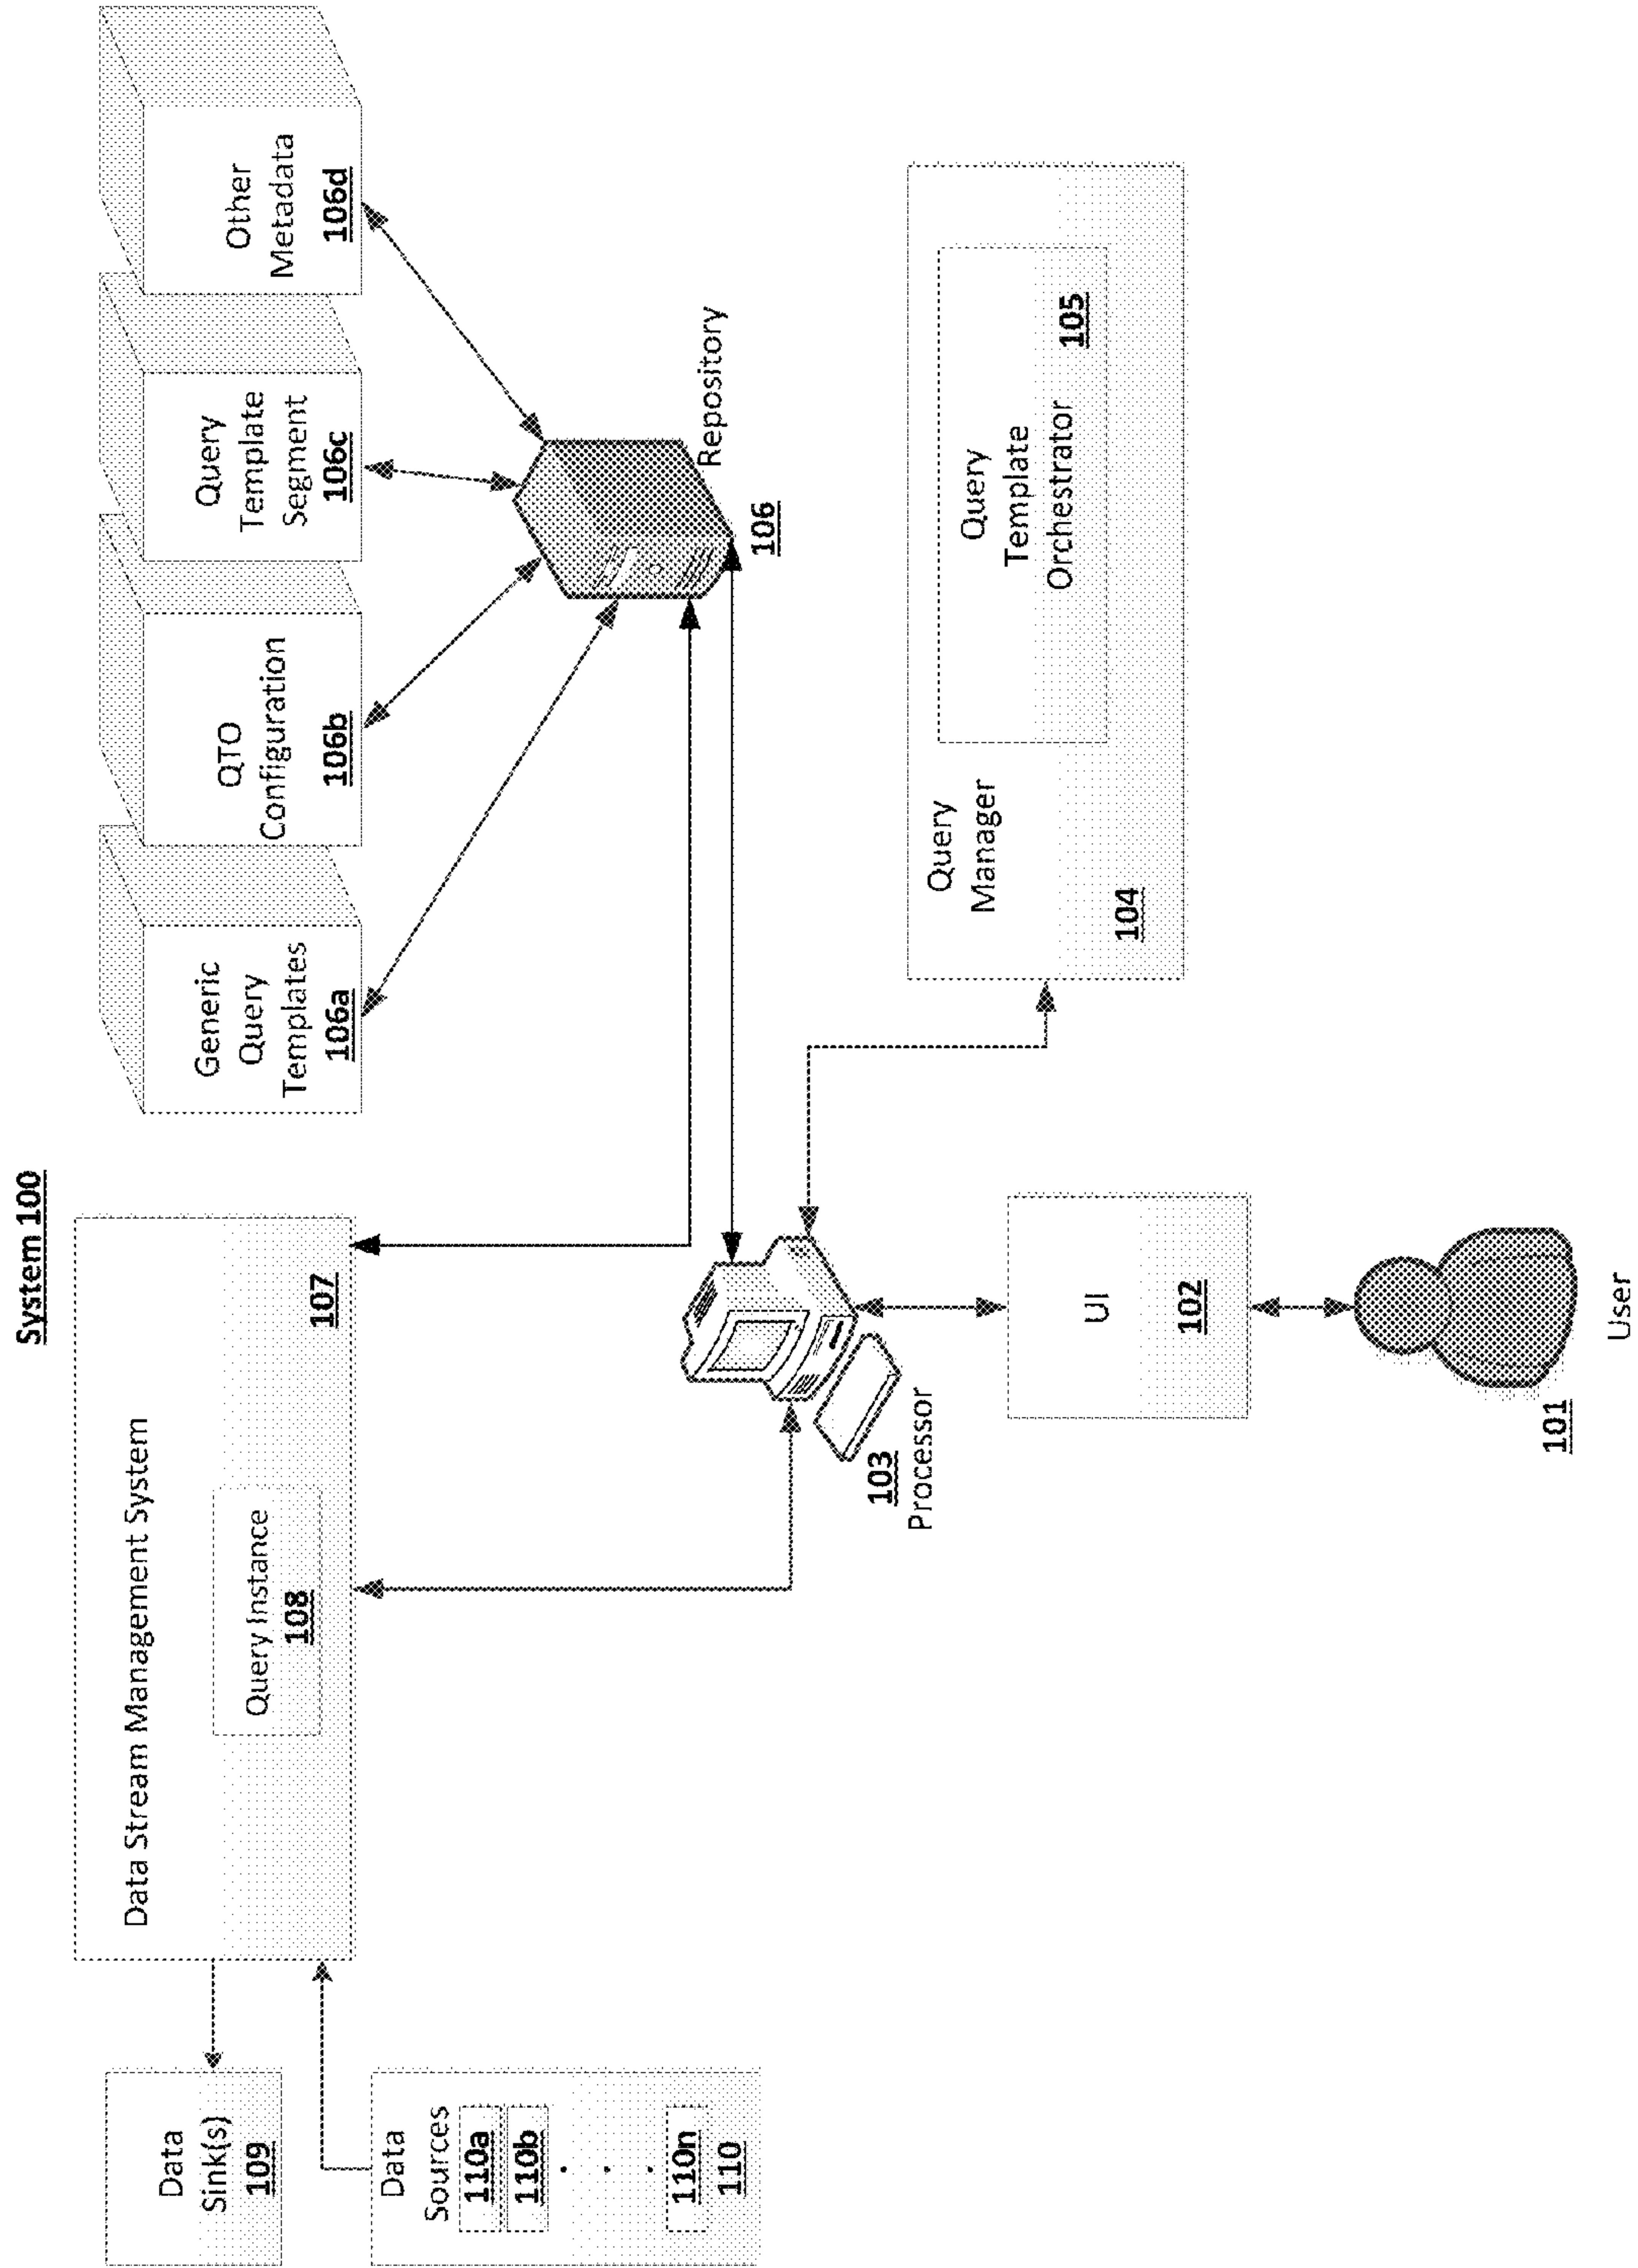 System 100
Data
Sink(s)
109
Data
Sources
110a
110b
.
.
.
110n
110
Data Stream Management System
Query Instance
108
107
Generic
Query
Templates
106a
QTO
Configuration
106b
Query
Template
Segment
106c
Other
Metadata
106d
Repository
106
103
Processor
Query
Manager
104
Query
Template
Orchestrator
105
UI
102
101
User